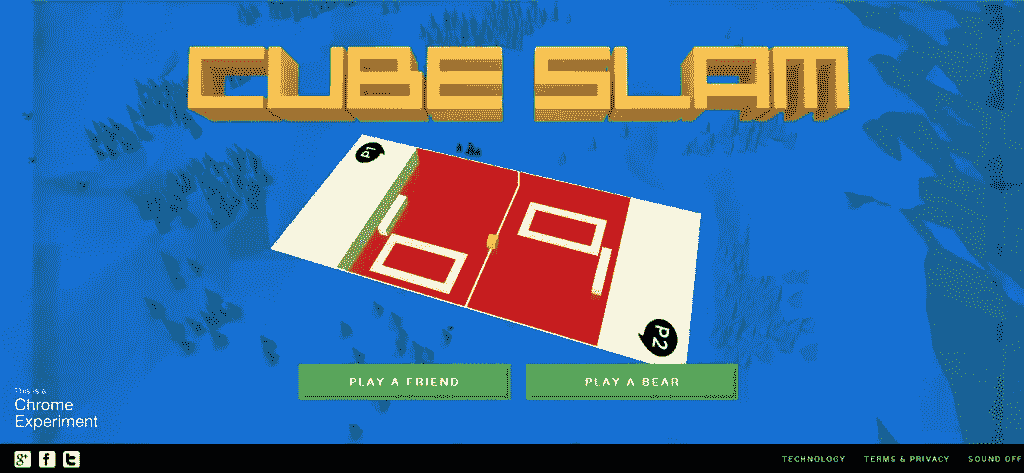 CUBE SLAM
P1
P2
PLAY A FRIEND
PLAY A BEAR
This is a
Chrome
Experiment
TECHNOLOGY
TERMS & PRIVACY
SOUND OFF